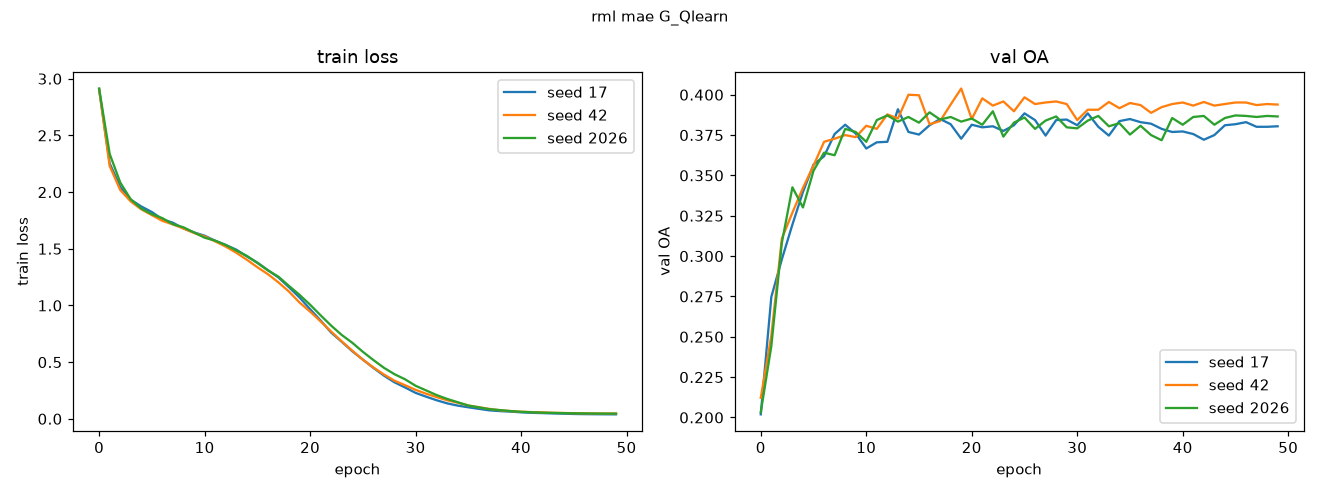 rml mae G_Qlearn
train loss
val OA
3.0
2.5
2.0
1.5
1.0
0.5
0.0
train loss
0 10 20 30 40 50
epoch
seed 17
seed 42
seed 2026
0.400
0.375
0.350
0.325
0.300
0.275
0.250
0.225
0.200
val OA
0 10 20 30 40 50
epoch
seed 17
seed 42
seed 2026